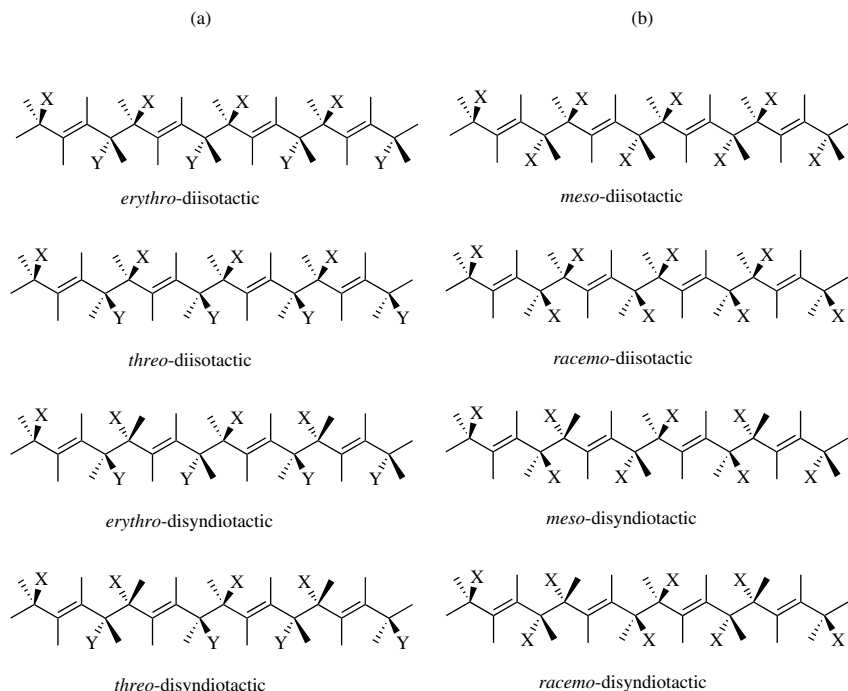 (a) (b)
X X X X X X X X
Y Y Y Y X X X X
erythro-diisotactic meso-diisotactic
X X X X X X X X
Y Y Y Y X X X X
threo-diisotactic racemo-diisotactic
X X X X X X X X
Y Y Y Y X X X X
erythro-disyndiotactic meso-disyndiotactic
X X X X X X X X
Y Y Y Y X X X X
threo-disyndiotactic racemo-disyndiotactic